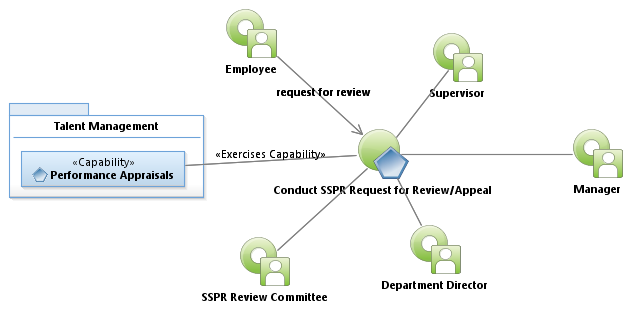 Employee
request for review
Supervisor
Talent Management
«Capability»
Performance Appraisals
«Exercises Capability»
Conduct SSPR Request for Review/Appeal
Manager
Department Director
SSPR Review Committee